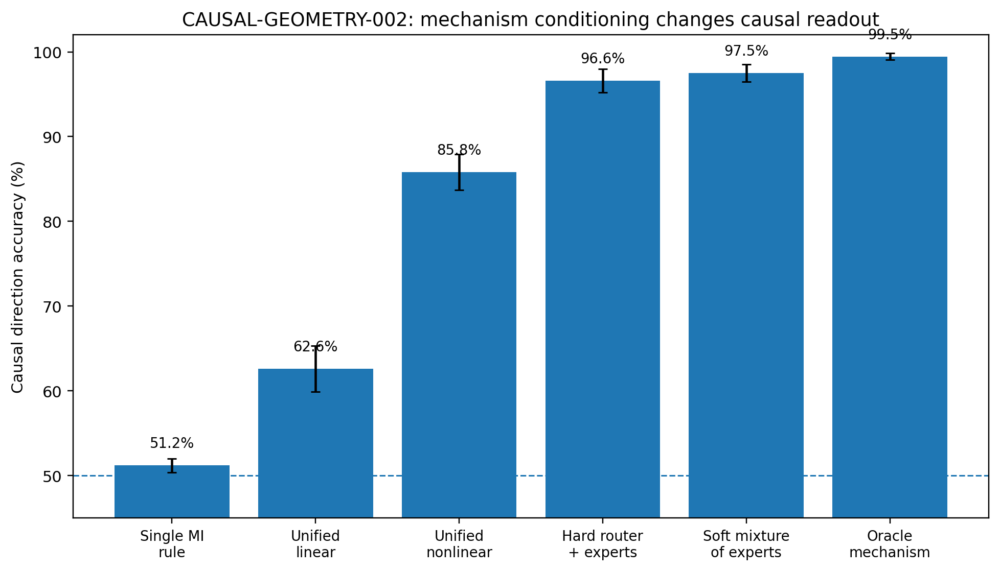 CAUSAL-GEOMETRY-002: mechanism conditioning changes causal readout
Causal direction accuracy (%)
100
90
80
70
60
50
51.2%
62.6%
85.8%
96.6%
97.5%
99.5%
Single MI
rule
Unified
linear
Unified
nonlinear
Hard router
+ experts
Soft mixture
of experts
Oracle
mechanism